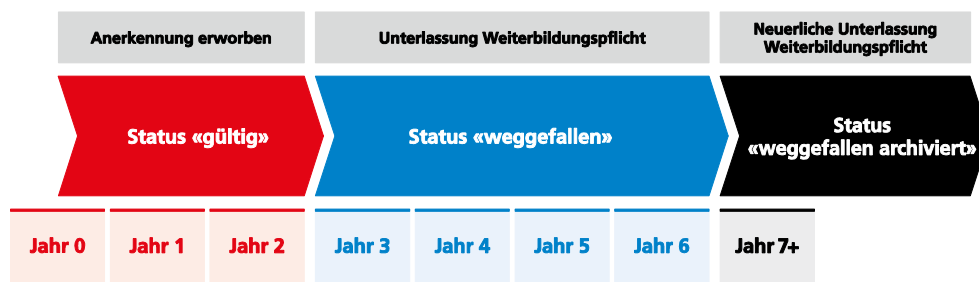 Anerkennung erworben
Unterlassung Weiterbildungspflicht
Neuerliche Unterlassung
Weiterbildungspflicht
Status «gültig»
Status «weggefallen»
Status
«weggefallen archiviert»
Jahr 0
Jahr 1
Jahr 2
Jahr 3
Jahr 4
Jahr 5
Jahr 6
Jahr 7+